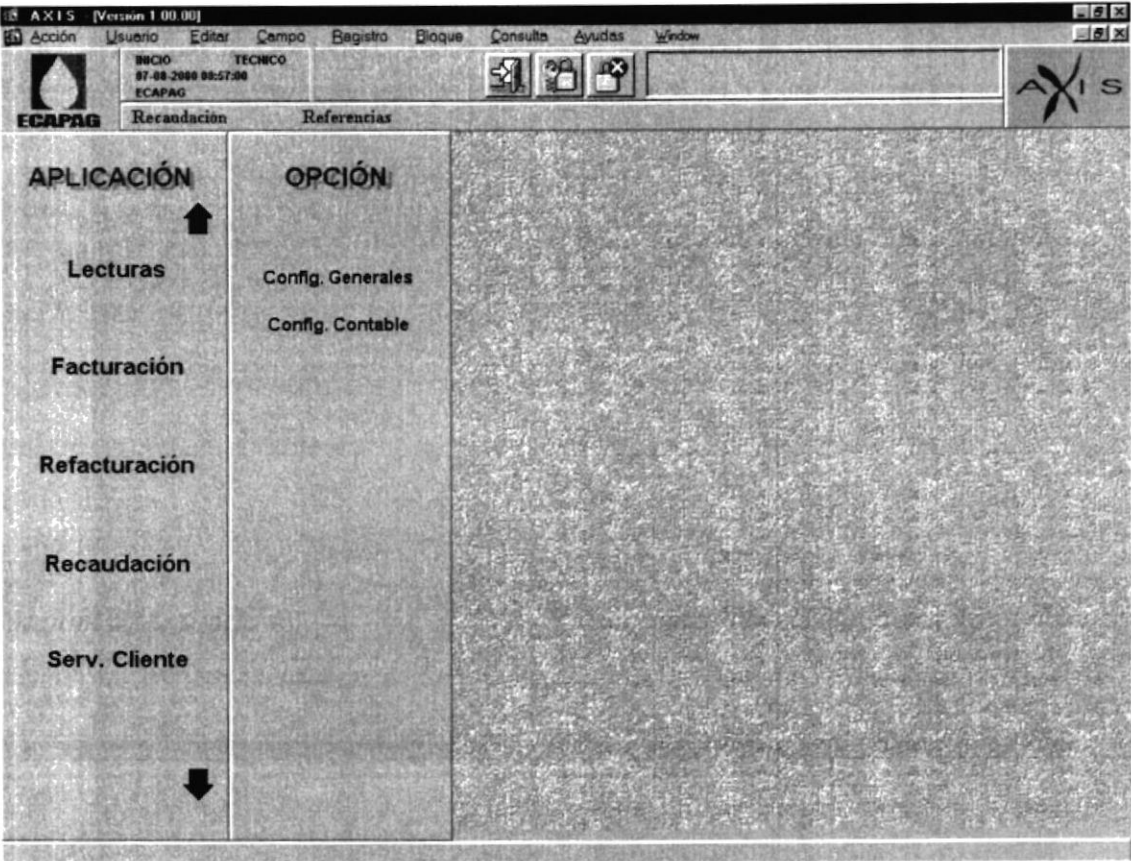 AXIS [Versión 1.00.00]
Acción Usuario Editar Campo Registro Bloque Consulta Ayudas Window
INICIO TECNICO
07-08-2000 08:57:00
ECAPAG
ECAPAG
Recaudación Referencias
AXIS
APLICACIÓN
Lecturas
Facturación
Refacturación
Recaudación
Serv. Cliente
OPCIÓN
Config. Generales
Config. Contable